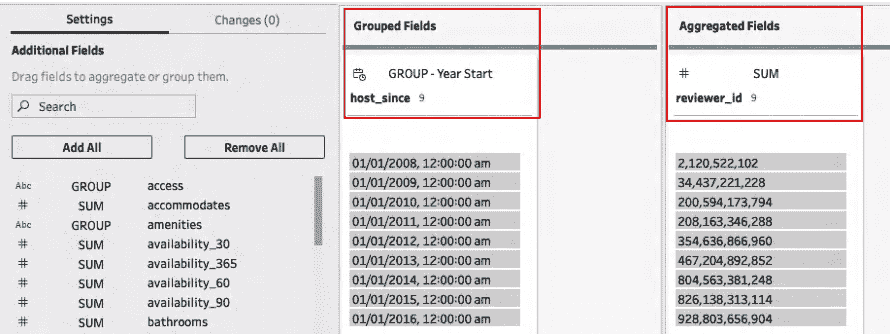 Settings
Changes (0)
Additional Fields
Drag fields to aggregate or group them.
Search
Add All
Remove All
Abc GROUP access
# SUM accommodates
Abc GROUP amenities
# SUM availability_30
# SUM availability_365
# SUM availability_60
# SUM availability_90
# SUM bathrooms
Grouped Fields
GROUP - Year Start
host_since 9
01/01/2008, 12:00:00 am
01/01/2009, 12:00:00 am
01/01/2010, 12:00:00 am
01/01/2011, 12:00:00 am
01/01/2012, 12:00:00 am
01/01/2013, 12:00:00 am
01/01/2014, 12:00:00 am
01/01/2015, 12:00:00 am
01/01/2016, 12:00:00 am
Aggregated Fields
# SUM
reviewer_id 9
2,120,522,102
34,437,221,228
200,594,173,794
208,163,346,288
354,636,866,960
467,204,892,852
804,563,381,248
826,138,313,114
928,803,656,904